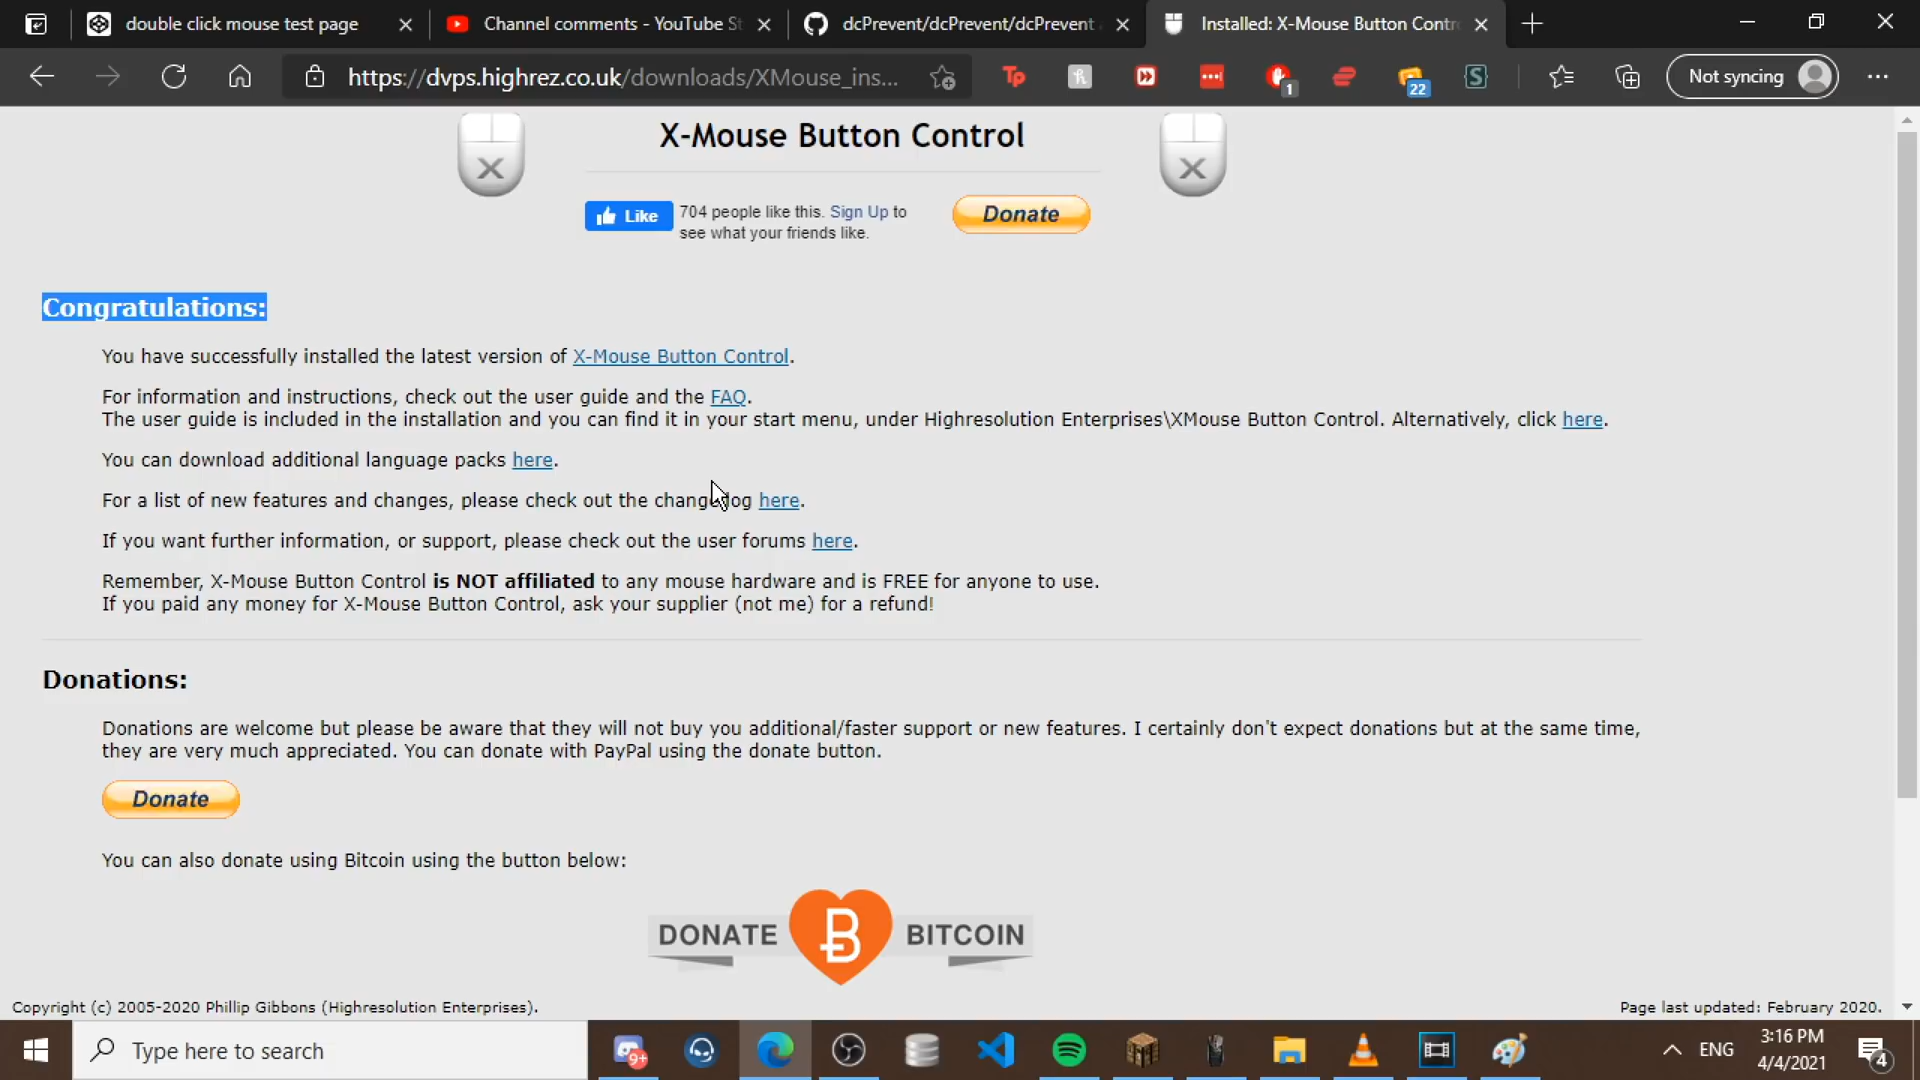 double click mouse test page
Channel comments - YouTube St
dcPrevent/dcPrevent/dcPrevent
Installed: X-Mouse Button Contr
https://dvps.highrez.co.uk/downloads/XMouse_ins...
1
22
Not syncing
X-Mouse Button Control
Like
704 people like this. Sign Up to
see what your friends like.
Donate
Congratulations:
You have successfully installed the latest version of X-Mouse Button Control.
For information and instructions, check out the user guide and the FAQ.
The user guide is included in the installation and you can find it in your start menu, under Highresolution Enterprises\XMouse Button Control. Alternatively, click here.
You can download additional language packs here.
For a list of new features and changes, please check out the changelog here.
If you want further information, or support, please check out the user forums here.
Remember, X-Mouse Button Control is NOT affiliated to any mouse hardware and is FREE for anyone to use.
If you paid any money for X-Mouse Button Control, ask your supplier (not me) for a refund!
Donations:
Donations are welcome but please be aware that they will not buy you additional/faster support or new features. I certainly don't expect donations but at the same time,
they are very much appreciated. You can donate with PayPal using the donate button.
Donate
You can also donate using Bitcoin using the button below:
DONATE B BITCOIN
Copyright (c) 2005-2020 Phillip Gibbons (Highresolution Enterprises).
Page last updated: February 2020.
Type here to search
9+
ENG
3:16 PM
4/4/2021
4